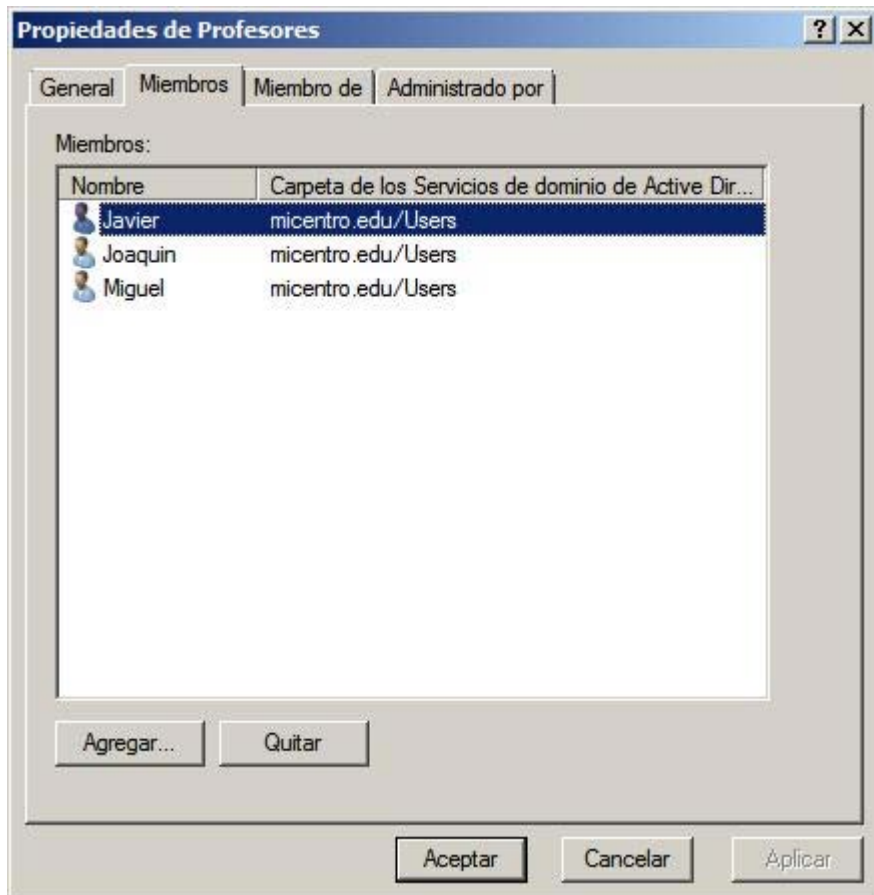 Propiedades de Profesores
General Miembros Miembro de Administrado por
Miembros:
Nombre Carpeta de los Servicios de dominio de Active Dir...
Javier micentro.edu/Users
Joaquin micentro.edu/Users
Miguel micentro.edu/Users
Agregar... Quitar
Aceptar Cancelar Aplicar